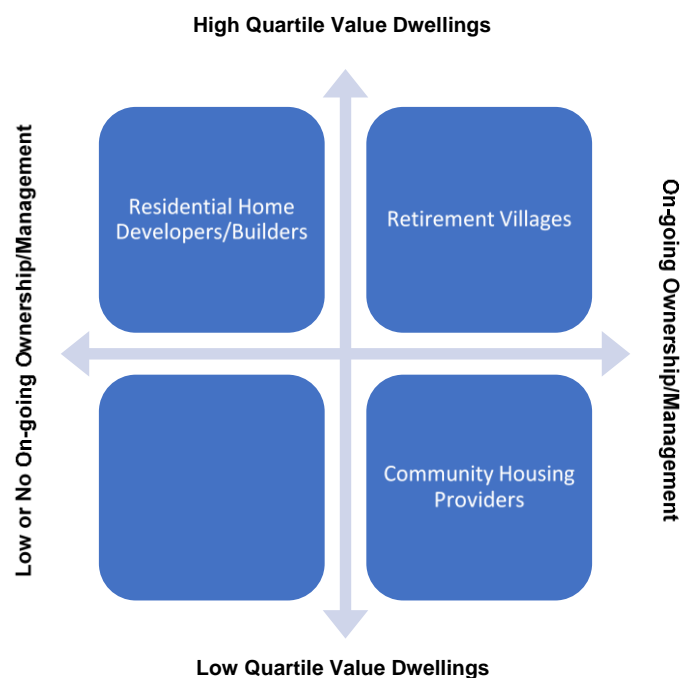 High Quartile Value Dwellings
Low or No On-going Ownership/Management
Residential Home
Developers/Builders
Retirement Villages
On-going Ownership/Management
Community Housing
Providers
Low Quartile Value Dwellings